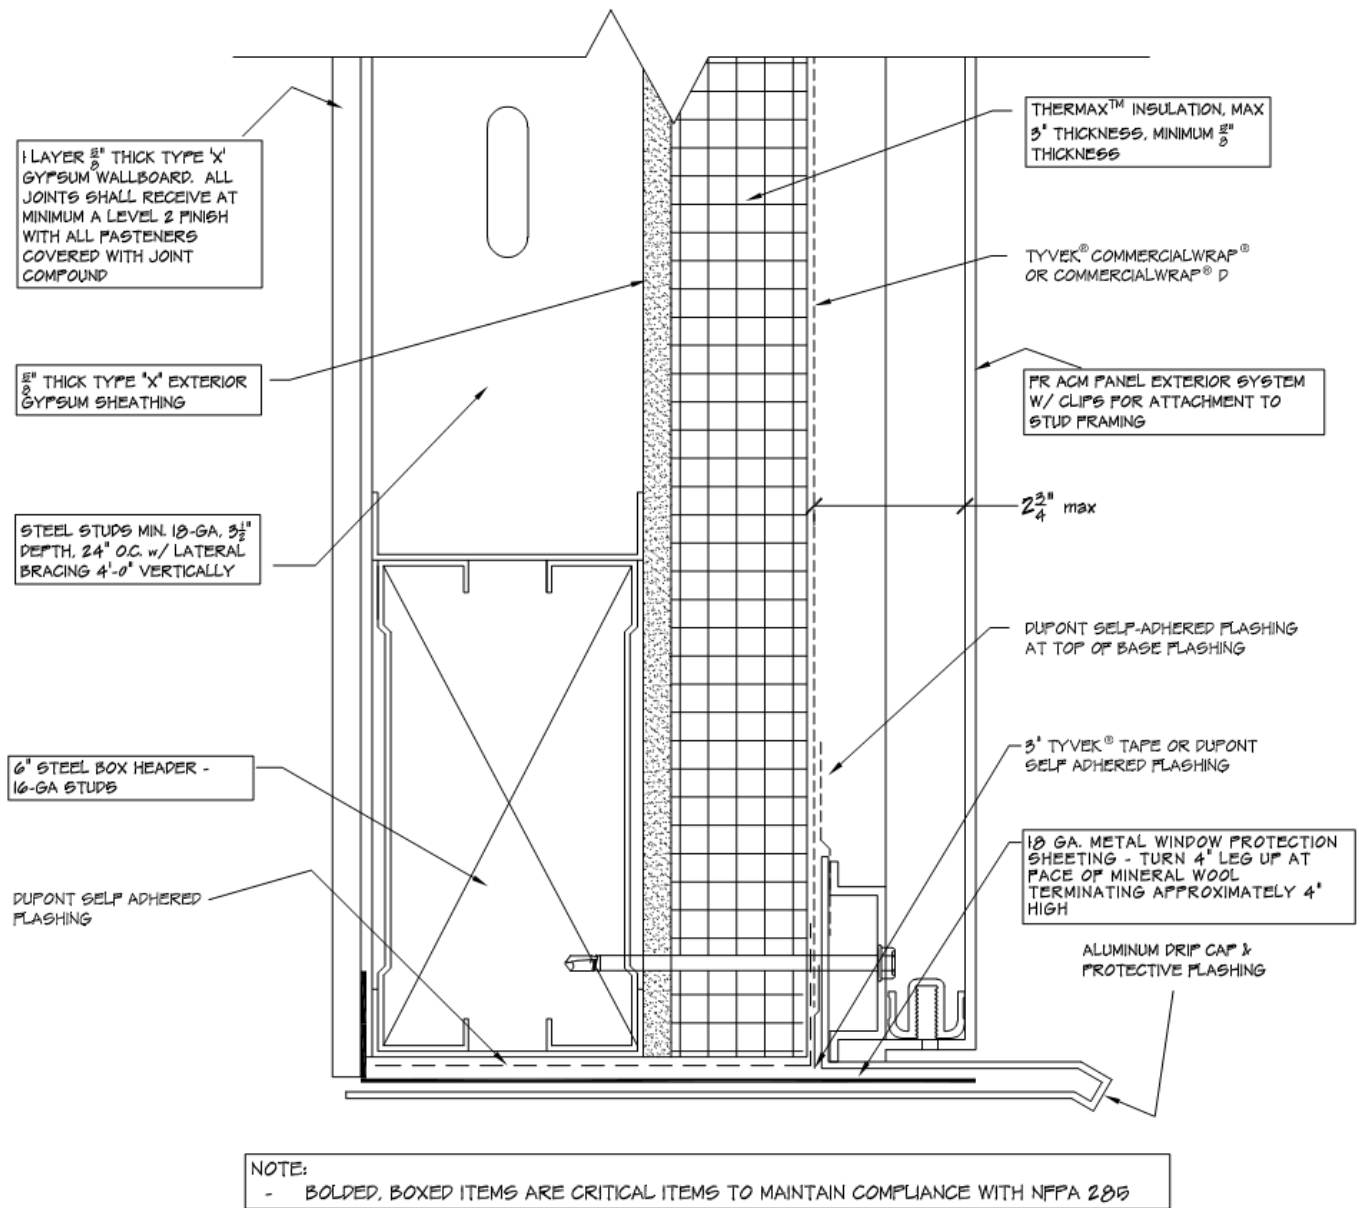 1 LAYER 5/8" THICK TYPE 'X'
GYPSUM WALLBOARD. ALL
JOINTS SHALL RECEIVE AT
MINIMUM A LEVEL 2 FINISH
WITH ALL FASTENERS
COVERED WITH JOINT
COMPOUND
5/8" THICK TYPE "X" EXTERIOR
GYPSUM SHEATHING
STEEL STUDS MIN. 18-GA, 3 1/2"
DEPTH, 24" O.C. w/ LATERAL
BRACING 4'-0" VERTICALLY
6" STEEL BOX HEADER -
16-GA STUDS
DUPONT SELF ADHERED
FLASHING
THERMAX™ INSULATION, MAX
3" THICKNESS, MINIMUM 5/8"
THICKNESS
TYVEK® COMMERCIALWRAP®
OR COMMERCIALWRAP® D
FR ACM PANEL EXTERIOR SYSTEM
W/ CLIPS FOR ATTACHMENT TO
STUD FRAMING
2 3/4" max
DUPONT SELF-ADHERED FLASHING
AT TOP OF BASE FLASHING
3" TYVEK® TAPE OR DUPONT
SELF ADHERED FLASHING
18 GA. METAL WINDOW PROTECTION
SHEETING - TURN 4" LEG UP AT
FACE OF MINERAL WOOL
TERMINATING APPROXIMATELY 4"
HIGH
ALUMINUM DRIP CAP &
PROTECTIVE FLASHING
NOTE:
- BOLDED, BOXED ITEMS ARE CRITICAL ITEMS TO MAINTAIN COMPLIANCE WITH NFPA 285